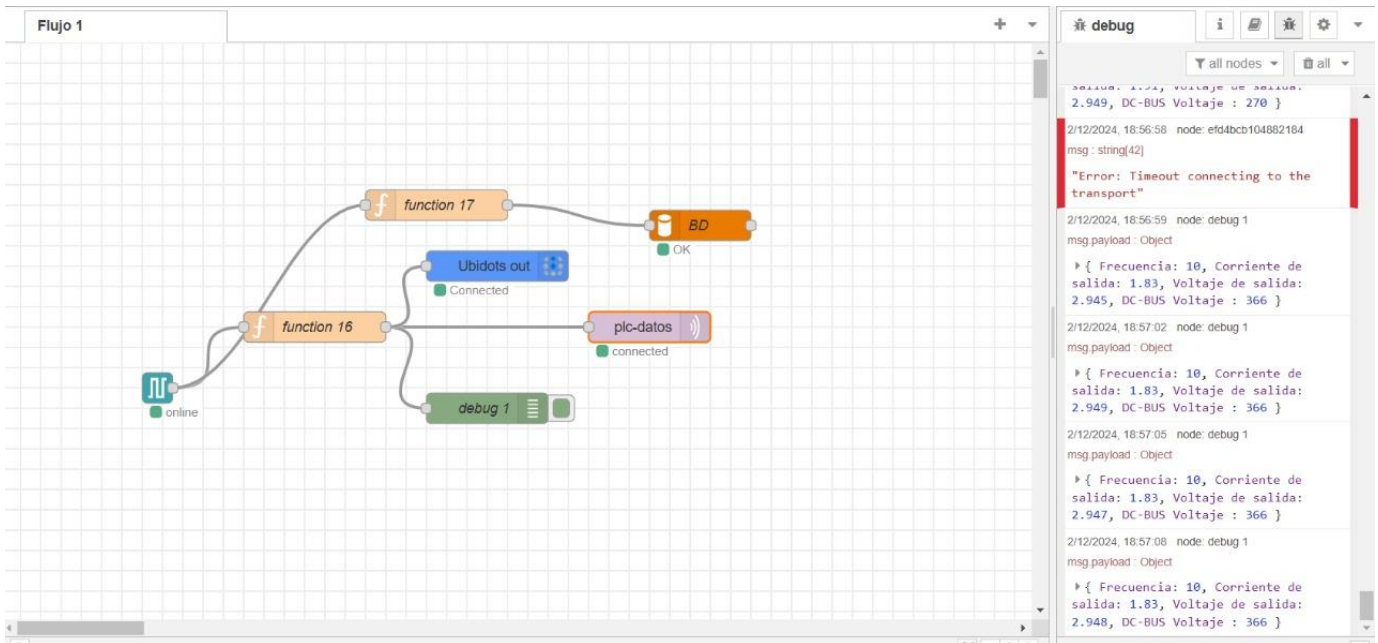 Flujo 1
function 17
BD
OK
Ubidots out
Connected
function 16
plc-datos
connected
online
debug 1
debug
all nodes
all
salida: 1.91, Voltaje de salida:
2.949, DC-BUS Voltaje : 270 }
2/12/2024, 18:56:58 node: efd4bcb104882184
msg : string[42]
"Error: Timeout connecting to the
transport"
2/12/2024, 18:56:59 node: debug 1
msg.payload : Object
{ Frecuencia: 10, Corriente de
salida: 1.83, Voltaje de salida:
2.945, DC-BUS Voltaje : 366 }
2/12/2024, 18:57:02 node: debug 1
msg.payload : Object
{ Frecuencia: 10, Corriente de
salida: 1.83, Voltaje de salida:
2.949, DC-BUS Voltaje : 366 }
2/12/2024, 18:57:05 node: debug 1
msg.payload : Object
{ Frecuencia: 10, Corriente de
salida: 1.83, Voltaje de salida:
2.947, DC-BUS Voltaje : 366 }
2/12/2024, 18:57:08 node: debug 1
msg.payload : Object
{ Frecuencia: 10, Corriente de
salida: 1.83, Voltaje de salida:
2.948, DC-BUS Voltaje : 366 }